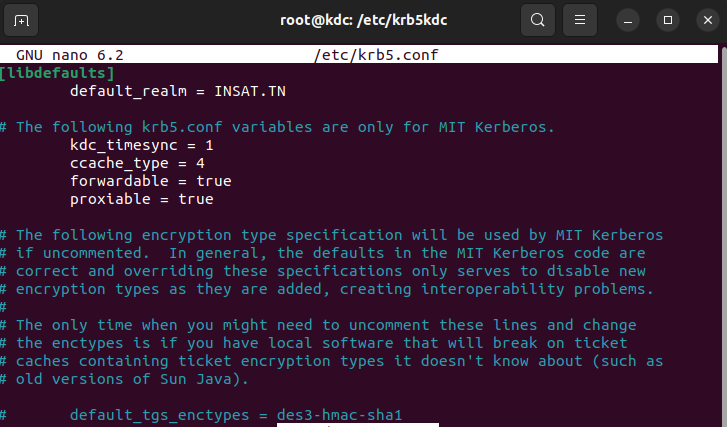 root@kdc: /etc/krb5kdc
GNU nano 6.2 /etc/krb5.conf
[libdefaults]
default_realm = INSAT.TN
# The following krb5.conf variables are only for MIT Kerberos.
kdc_timesync = 1
ccache_type = 4
forwardable = true
proxiable = true
# The following encryption type specification will be used by MIT Kerberos
# if uncommented.  In general, the defaults in the MIT Kerberos code are
# correct and overriding these specifications only serves to disable new
# encryption types as they are added, creating interoperability problems.
#
# The only time when you might need to uncomment these lines and change
# the enctypes is if you have local software that will break on ticket
# caches containing ticket encryption types it doesn't know about (such as
# old versions of Sun Java).
#       default_tgs_enctypes = des3-hmac-sha1